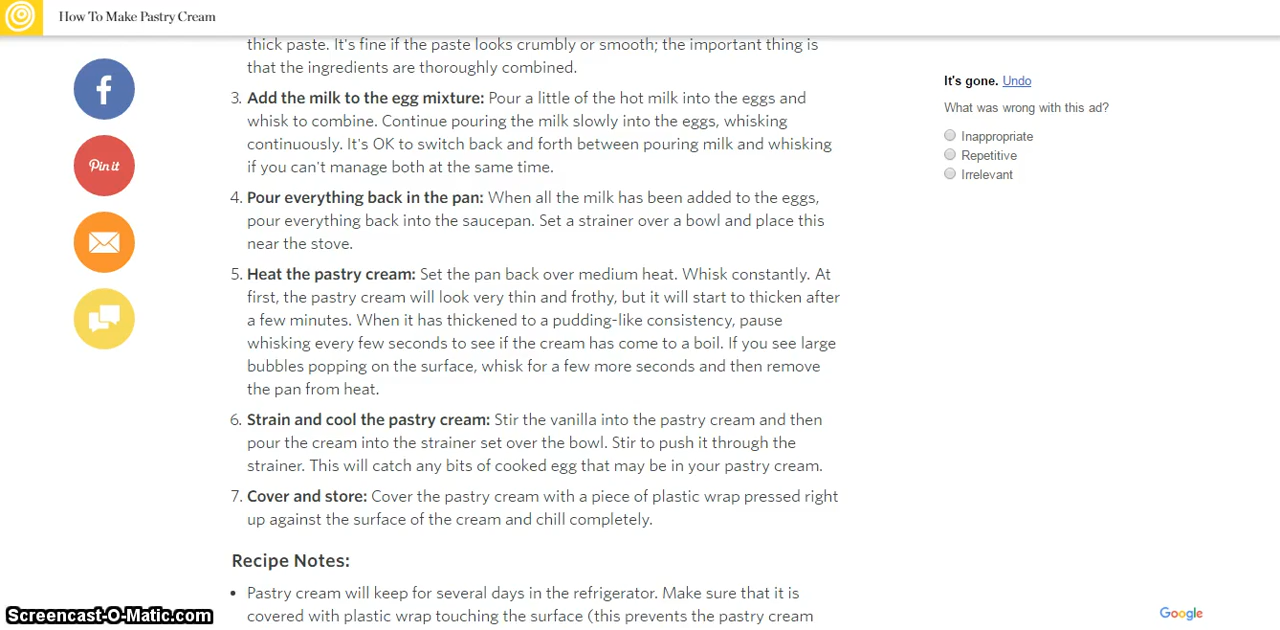 How To Make Pastry Cream
thick paste. It's fine if the paste looks crumbly or smooth; the important thing is
that the ingredients are thoroughly combined.
3. Add the milk to the egg mixture: Pour a little of the hot milk into the eggs and
whisk to combine. Continue pouring the milk slowly into the eggs, whisking
continuously. It's OK to switch back and forth between pouring milk and whisking
if you can't manage both at the same time.
4. Pour everything back in the pan: When all the milk has been added to the eggs,
pour everything back into the saucepan. Set a strainer over a bowl and place this
near the stove.
5. Heat the pastry cream: Set the pan back over medium heat. Whisk constantly. At
first, the pastry cream will look very thin and frothy, but it will start to thicken after
a few minutes. When it has thickened to a pudding-like consistency, pause
whisking every few seconds to see if the cream has come to a boil. If you see large
bubbles popping on the surface, whisk for a few more seconds and then remove
the pan from heat.
6. Strain and cool the pastry cream: Stir the vanilla into the pastry cream and then
pour the cream into the strainer set over the bowl. Stir to push it through the
strainer. This will catch any bits of cooked egg that may be in your pastry cream.
7. Cover and store: Cover the pastry cream with a piece of plastic wrap pressed right
up against the surface of the cream and chill completely.
Recipe Notes:
• Pastry cream will keep for several days in the refrigerator. Make sure that it is
covered with plastic wrap touching the surface (this prevents the pastry cream
f
Pin it
It's gone. Undo
What was wrong with this ad?
Inappropriate
Repetitive
Irrelevant
Google
Screencast-O-Matic.com